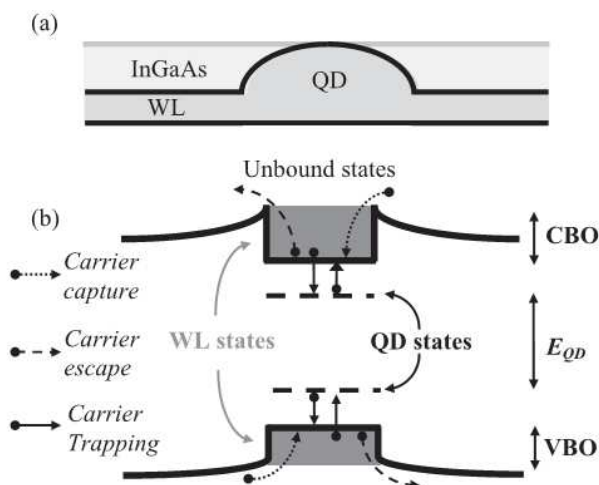 (a)
InGaAs
QD
WL
Unbound states
(b)
CBO
Carrier
capture
WL states
QD states
E_QD
Carrier
escape
Carrier
Trapping
VBO